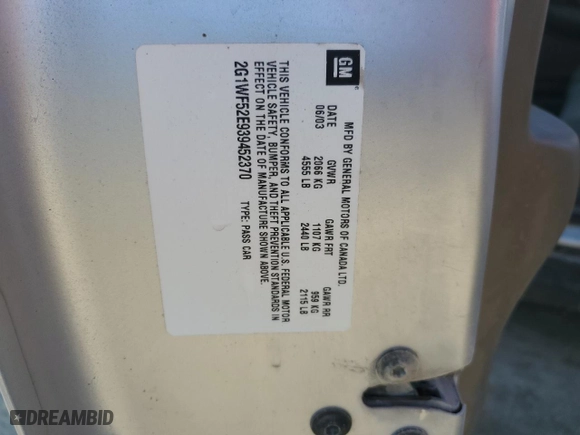 GM
MFD BY GENERAL MOTORS OF CANADA LTD.
DATE GVWR GAWR FRT GAWR RR
06/03 2066 KG 1107 KG 959 KG
4555 LB 2440 LB 2115 LB
THIS VEHICLE CONFORMS TO ALL APPLICABLE U.S. FEDERAL MOTOR
VEHICLE SAFETY, BUMPER, AND THEFT PREVENTION STANDARDS IN
EFFECT ON THE DATE OF MANUFACTURE SHOWN ABOVE.
2G1WF52E939452370 TYPE: PASS CAR
DREAMBID